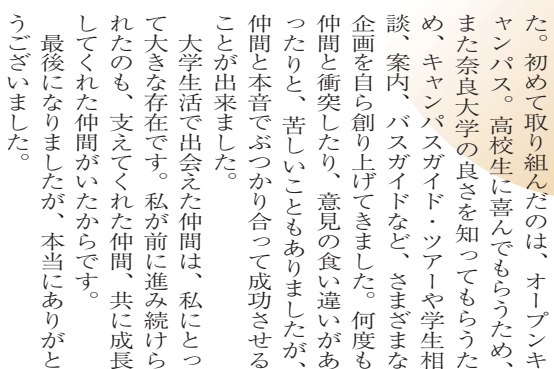 た。初めて取り組んだのは、オープンキ
ャンパス。高校生に喜んでもらうため、
また奈良大学の良さを知ってもらうた
め、キャンパスガイド・ツアーや学生相
談、案内、バスガイドなど、さまざまな
企画を自ら創り上げてきました。何度も
仲間と衝突したり、意見の食い違いがあ
ったりと、苦しいこともありましたが、
仲間と本音でぶつかり合って成功させる
ことが出来ました。
大学生活で出会えた仲間は、私にとっ
て大きな存在です。私が前に進み続けら
れたのも、支えてくれた仲間、共に成長
してくれた仲間がいたからです。
最後になりましたが、本当にありがと
うございました。